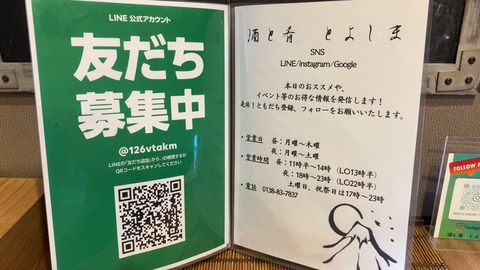 LINE 公式アカウント
友だち
募集中
@126vtakm
LINEの「友だち追加」から、ID検索するか
QRコードをスキャンしてください
酒と肴 とよしま
SNS
LINE/instagram/Google
本日のおススメや、
イベント等のお得な情報を発信します!
是非!ともだち登録、フォローをお願いいたします。
・営業日 昼:月曜～木曜
夜:月曜～土曜
・営業時間 昼:11時半～14時(LO13時半)
夜:18時～23時(LO22時半)
土曜日、祝祭日は17時～23時
・電話 0138-83-7837
FOLLOW